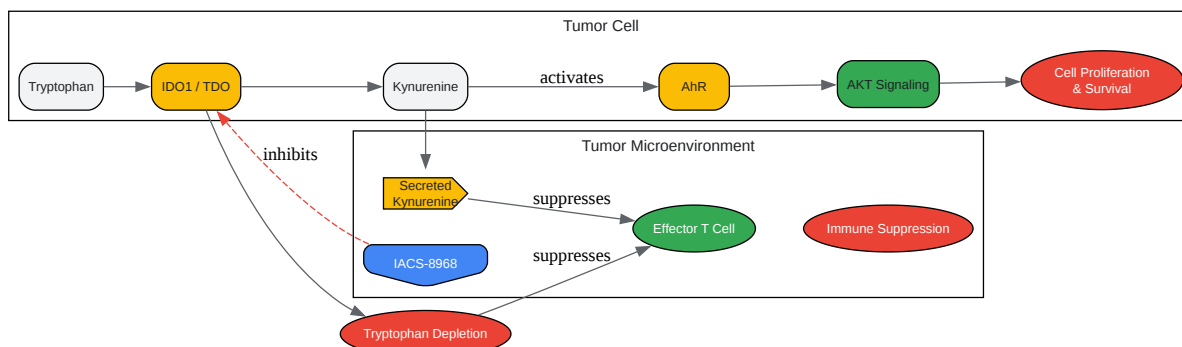 Tumor Cell
Tryptophan
IDO1 / TDO
Kynurenine
activates
AhR
AKT Signaling
Cell Proliferation
& Survival
inhibits
Tumor Microenvironment
Secreted
Kynurenine
suppresses
Effector T Cell
Immune Suppression
IACS-8968
suppresses
Tryptophan Depletion